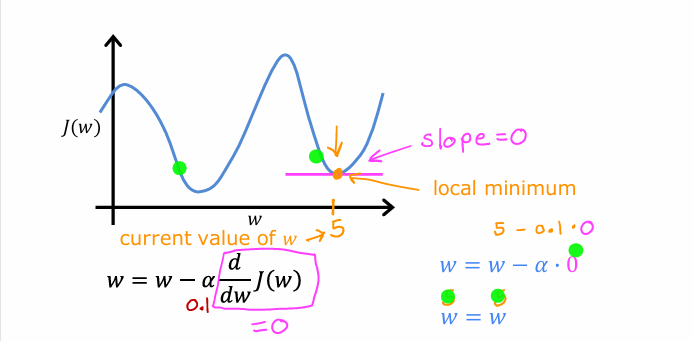 J(w)
slope=0
local minimum
w
5
current value of w →
5 - 0.1 · 0
w = w - α d/dw J(w)
0.1
=0
w = w - α · 0
w = w